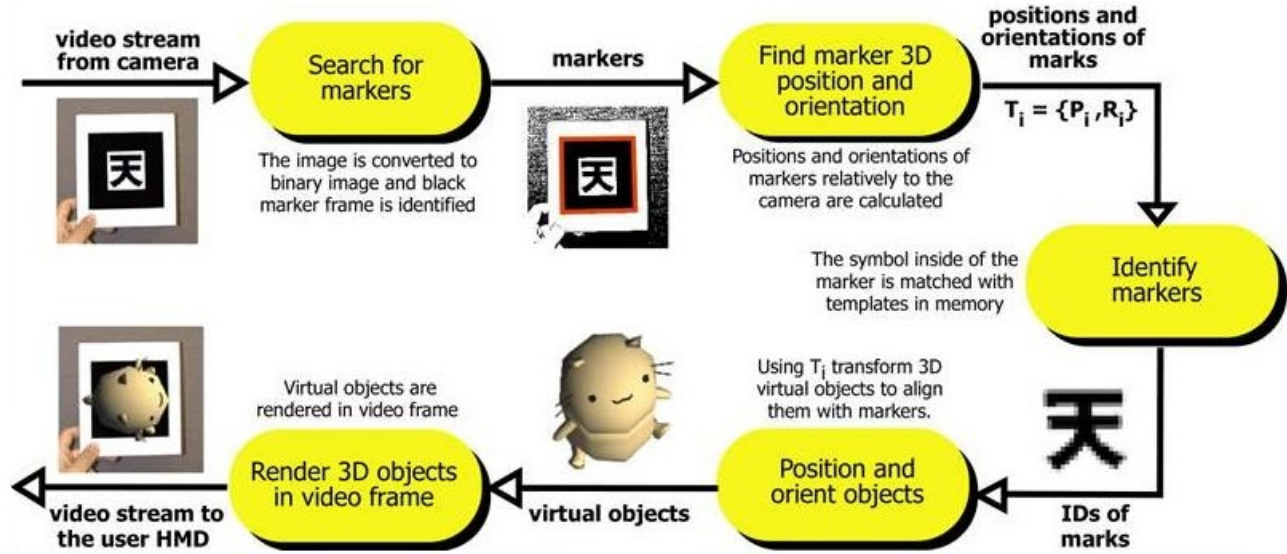 video stream
from camera
Search for
markers
The image is converted to
binary image and black
marker frame is identified
天
markers
天
Find marker 3D
position and
orientation
Positions and orientations of
markers relatively to the
camera are calculated
positions and
orientations of
marks
Tᵢ = {Pᵢ ,Rᵢ}
Identify
markers
The symbol inside of the
marker is matched with
templates in memory
天
IDs of
marks
Using Tᵢ transform 3D
virtual objects to align
them with markers.
Position and
orient objects
virtual objects
Virtual objects are
rendered in video frame
Render 3D objects
in video frame
video stream to
the user HMD